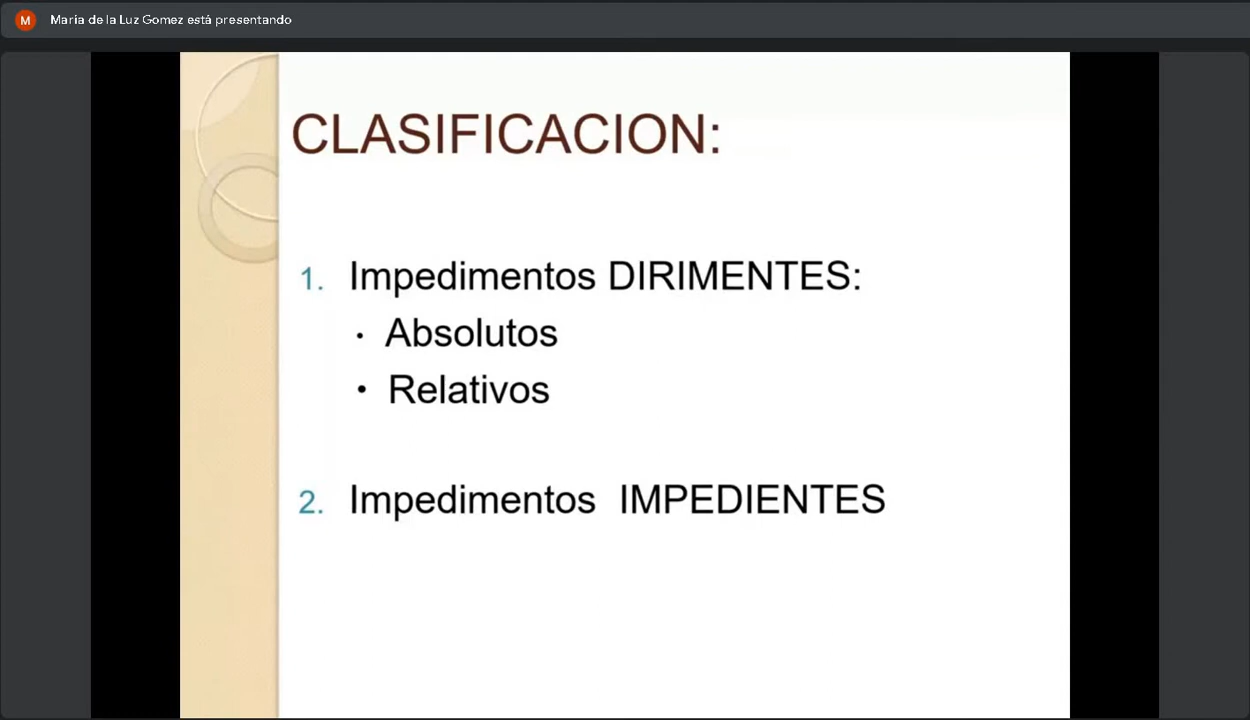 M Maria de la Luz Gomez está presentando
CLASIFICACION:
1. Impedimentos DIRIMENTES:
• Absolutos
• Relativos
2. Impedimentos IMPEDIENTES